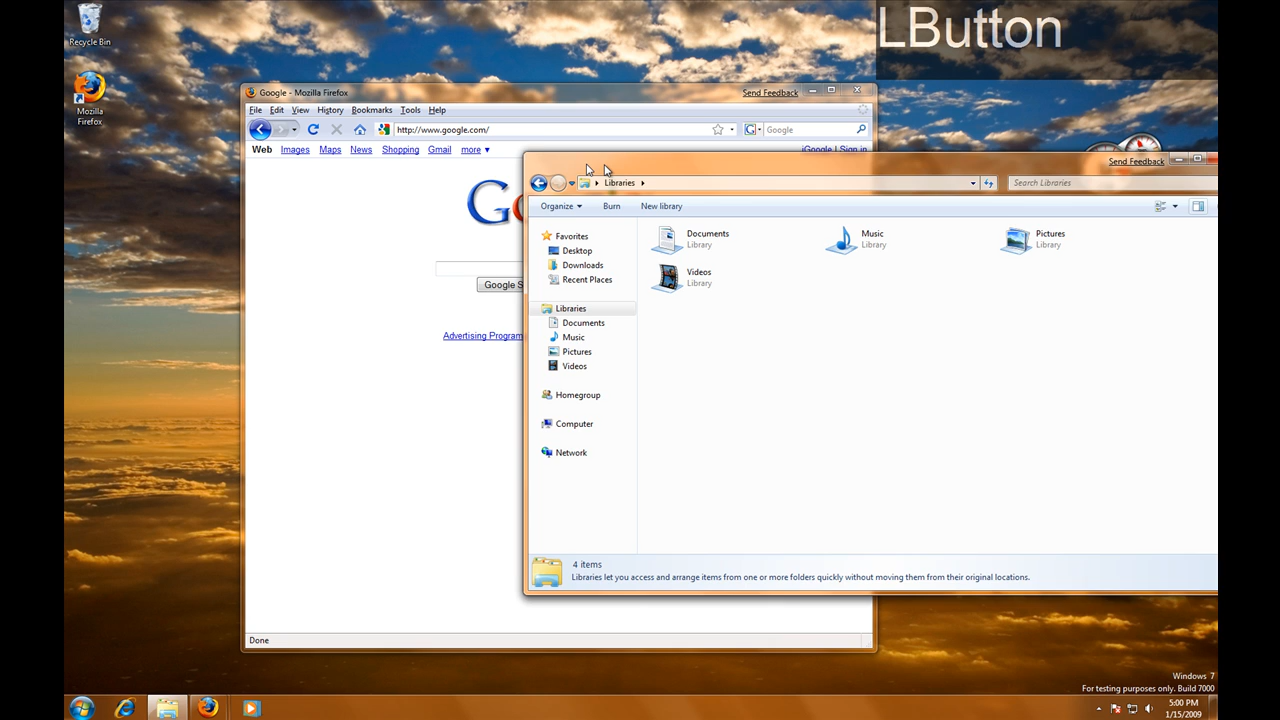 LButton
Recycle Bin
Mozilla
Firefox
Google - Mozilla Firefox
Send Feedback
File Edit View History Bookmarks Tools Help
http://www.google.com/
Google
Web Images Maps News Shopping Gmail more ▼
iGoogle | Sign in
Send Feedback
Libraries
Search Libraries
Organize ▼ Burn New library
Favorites
Desktop
Downloads
Recent Places
Libraries
Documents
Music
Pictures
Videos
Homegroup
Computer
Network
Documents
Library
Music
Library
Pictures
Library
Videos
Library
Go
Google S
Advertising Program
4 items
Libraries let you access and arrange items from one or more folders quickly without moving them from their original locations.
Done
Windows 7
For testing purposes only. Build 7000
5:00 PM
1/15/2009